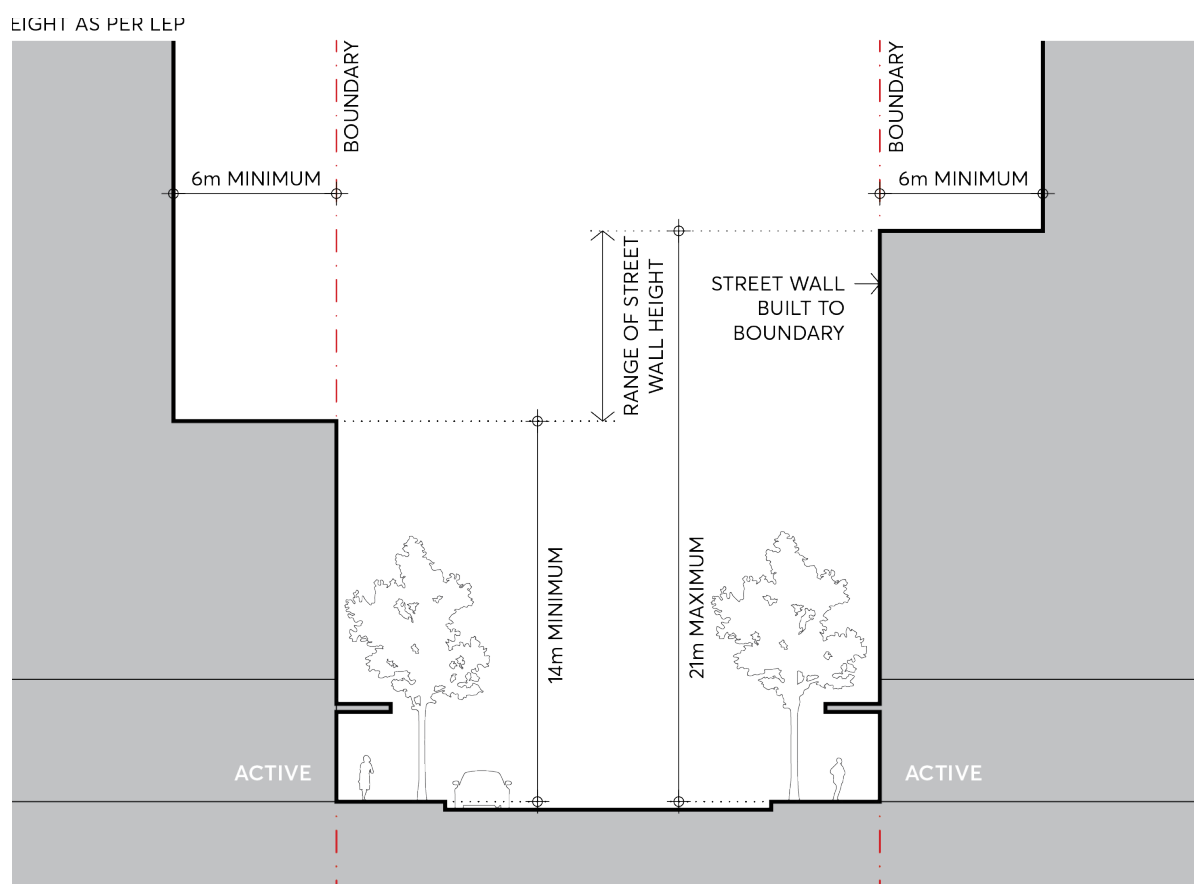 EIGHT AS PER LEP
BOUNDARY
BOUNDARY
6m MINIMUM
6m MINIMUM
RANGE OF STREET
WALL HEIGHT
STREET WALL
BUILT TO
BOUNDARY
14m MINIMUM
21m MAXIMUM
ACTIVE
ACTIVE